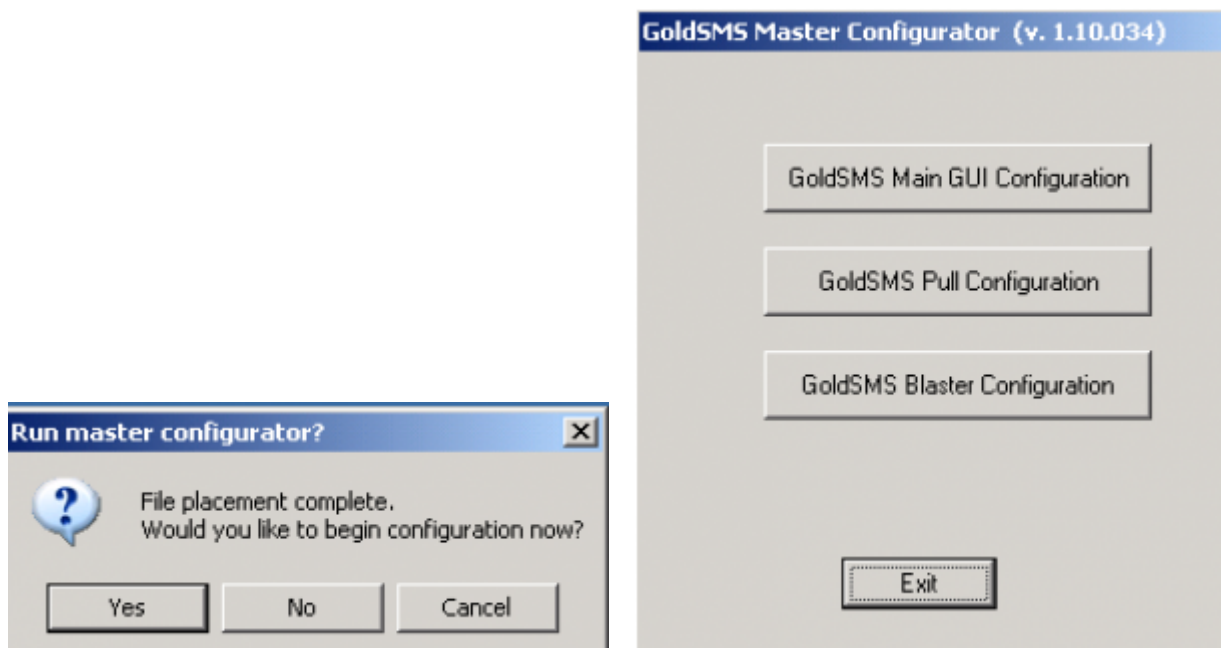 Run master configurator?
File placement complete.
Would you like to begin configuration now?
Yes
No
Cancel
GoldSMS Master Configurator (v. 1.10.034)
GoldSMS Main GUI Configuration
GoldSMS Pull Configuration
GoldSMS Blaster Configuration
Exit